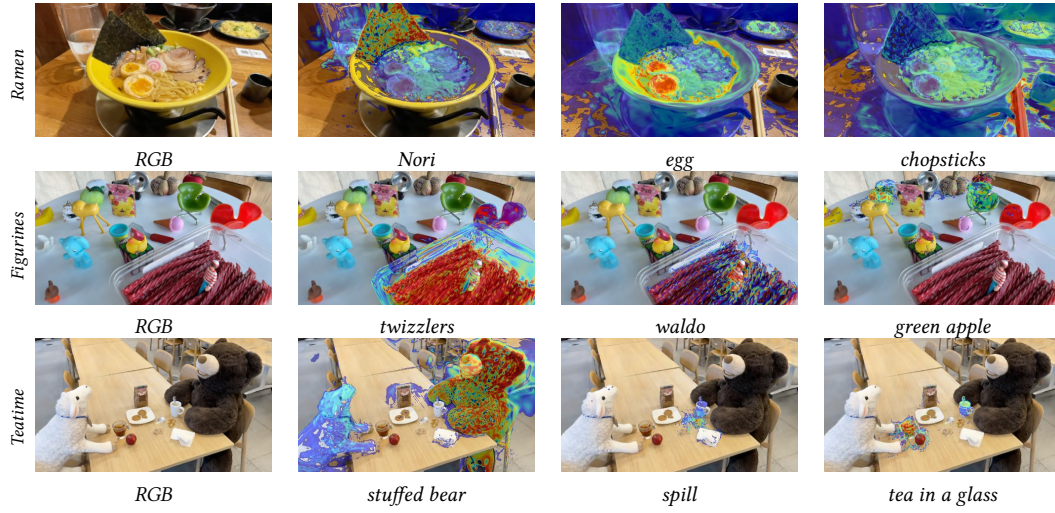 Ramen
RGB
Nori
egg
chopsticks
Figurines
RGB
twizzlers
waldo
green apple
Teatime
RGB
stuffed bear
spill
tea in a glass